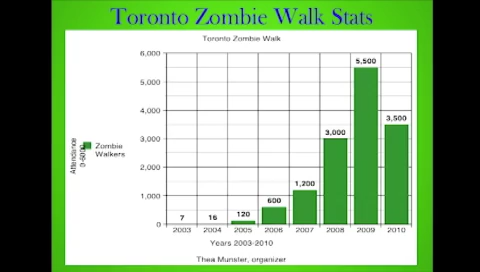 Toronto Zombie Walk Stats
Toronto Zombie Walk
6,000
5,000
4,000
3,000
2,000
1,000
0
Attendance
0-6000
Zombie
Walkers
7
16
120
600
1,200
3,000
5,500
3,500
2003 2004 2005 2006 2007 2008 2009 2010
Years 2003-2010
Thea Munster, organizer